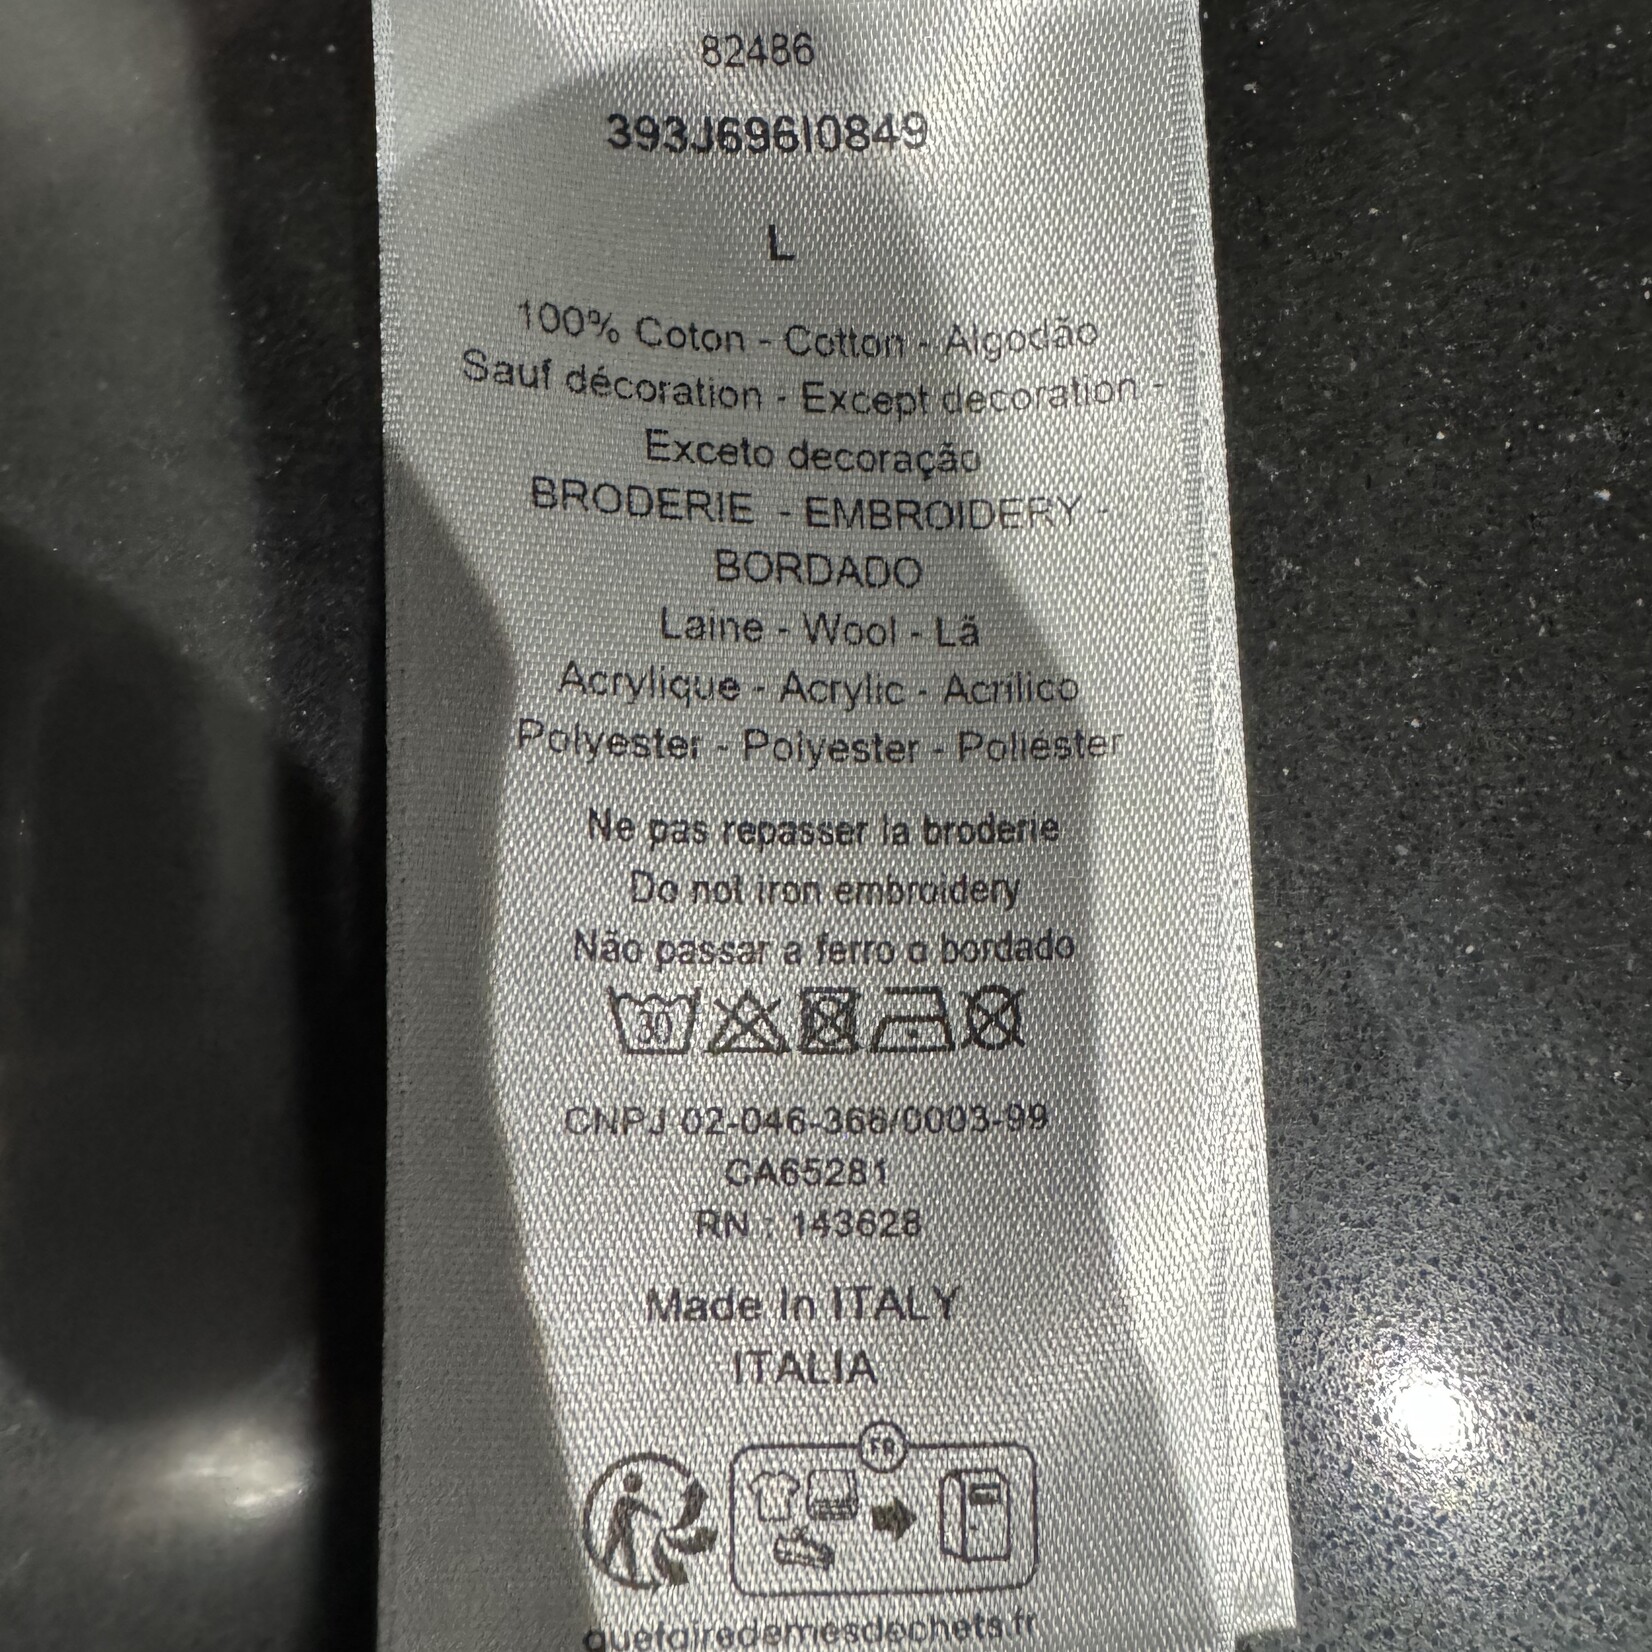 82486
393J696I0849
L
100% Coton - Cotton - Algodão
Sauf décoration - Except decoration -
Exceto decoração
BRODERIE - EMBROIDERY -
BORDADO
Laine - Wool - Lã
Acrylique - Acrylic - Acrílico
Polyester - Polyester - Poliéster
Ne pas repasser la broderie
Do not iron embroidery
Não passar a ferro o bordado
30
CNPJ 02-046-366/0003-99
CA65281
RN : 143628
Made In ITALY
ITALIA
FR
quefairedemesdechets.fr